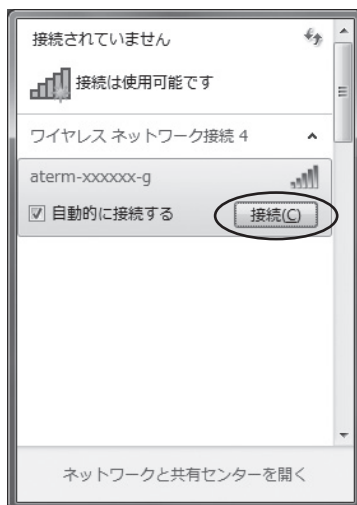 接続されていません
接続は使用可能です
ワイヤレス ネットワーク接続 4
aterm-xxxxxx-g
自動的に接続する 接続(C)
ネットワークと共有センターを開く